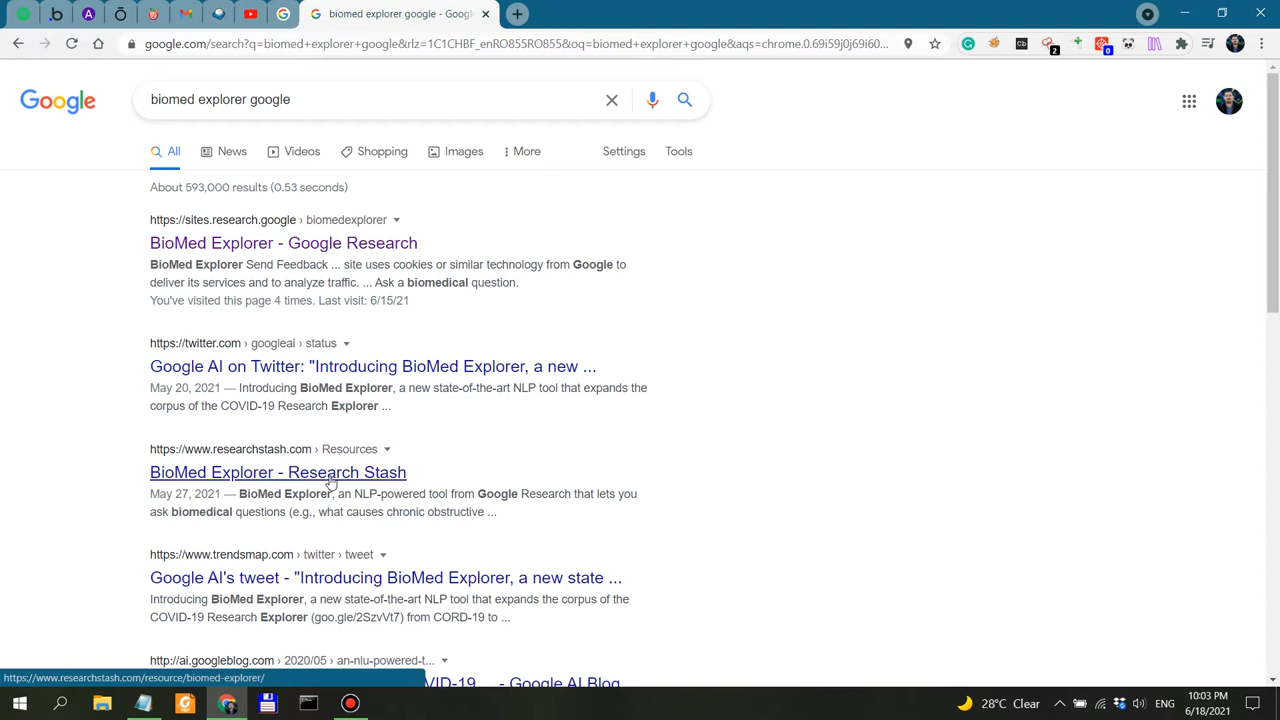 biomed explorer google - Googl
google.com/search?q=biomed+explorer+google&rlz=1C1CHBF_enRO855RO855&oq=biomed+explorer+google&aqs=chrome.0.69i59j0j69i60...
2
0
Google
biomed explorer google
All News Videos Shopping Images More Settings Tools
About 593,000 results (0.53 seconds)
https://sites.research.google › biomedexplorer
BioMed Explorer - Google Research
BioMed Explorer Send Feedback ... site uses cookies or similar technology from Google to
deliver its services and to analyze traffic. ... Ask a biomedical question.
You've visited this page 4 times. Last visit: 6/15/21
https://twitter.com › googleai › status
Google AI on Twitter: "Introducing BioMed Explorer, a new ...
May 20, 2021 — Introducing BioMed Explorer, a new state-of-the-art NLP tool that expands the
corpus of the COVID-19 Research Explorer ...
https://www.researchstash.com › Resources
BioMed Explorer - Research Stash
May 27, 2021 — BioMed Explorer, an NLP-powered tool from Google Research that lets you
ask biomedical questions (e.g., what causes chronic obstructive ...
https://www.trendsmap.com › twitter › tweet
Google AI's tweet - "Introducing BioMed Explorer, a new state ...
Introducing BioMed Explorer, a new state-of-the-art NLP tool that expands the corpus of the
COVID-19 Research Explorer (goo.gle/2SzvVt7) from CORD-19 to ...
http://ai.googleblog.com › 2020/05 › an-nlu-powered-t...
https://www.researchstash.com/resource/biomed-explorer/
VID-19 ... - Google AI Blog
28°C Clear
ENG
10:03 PM
6/18/2021